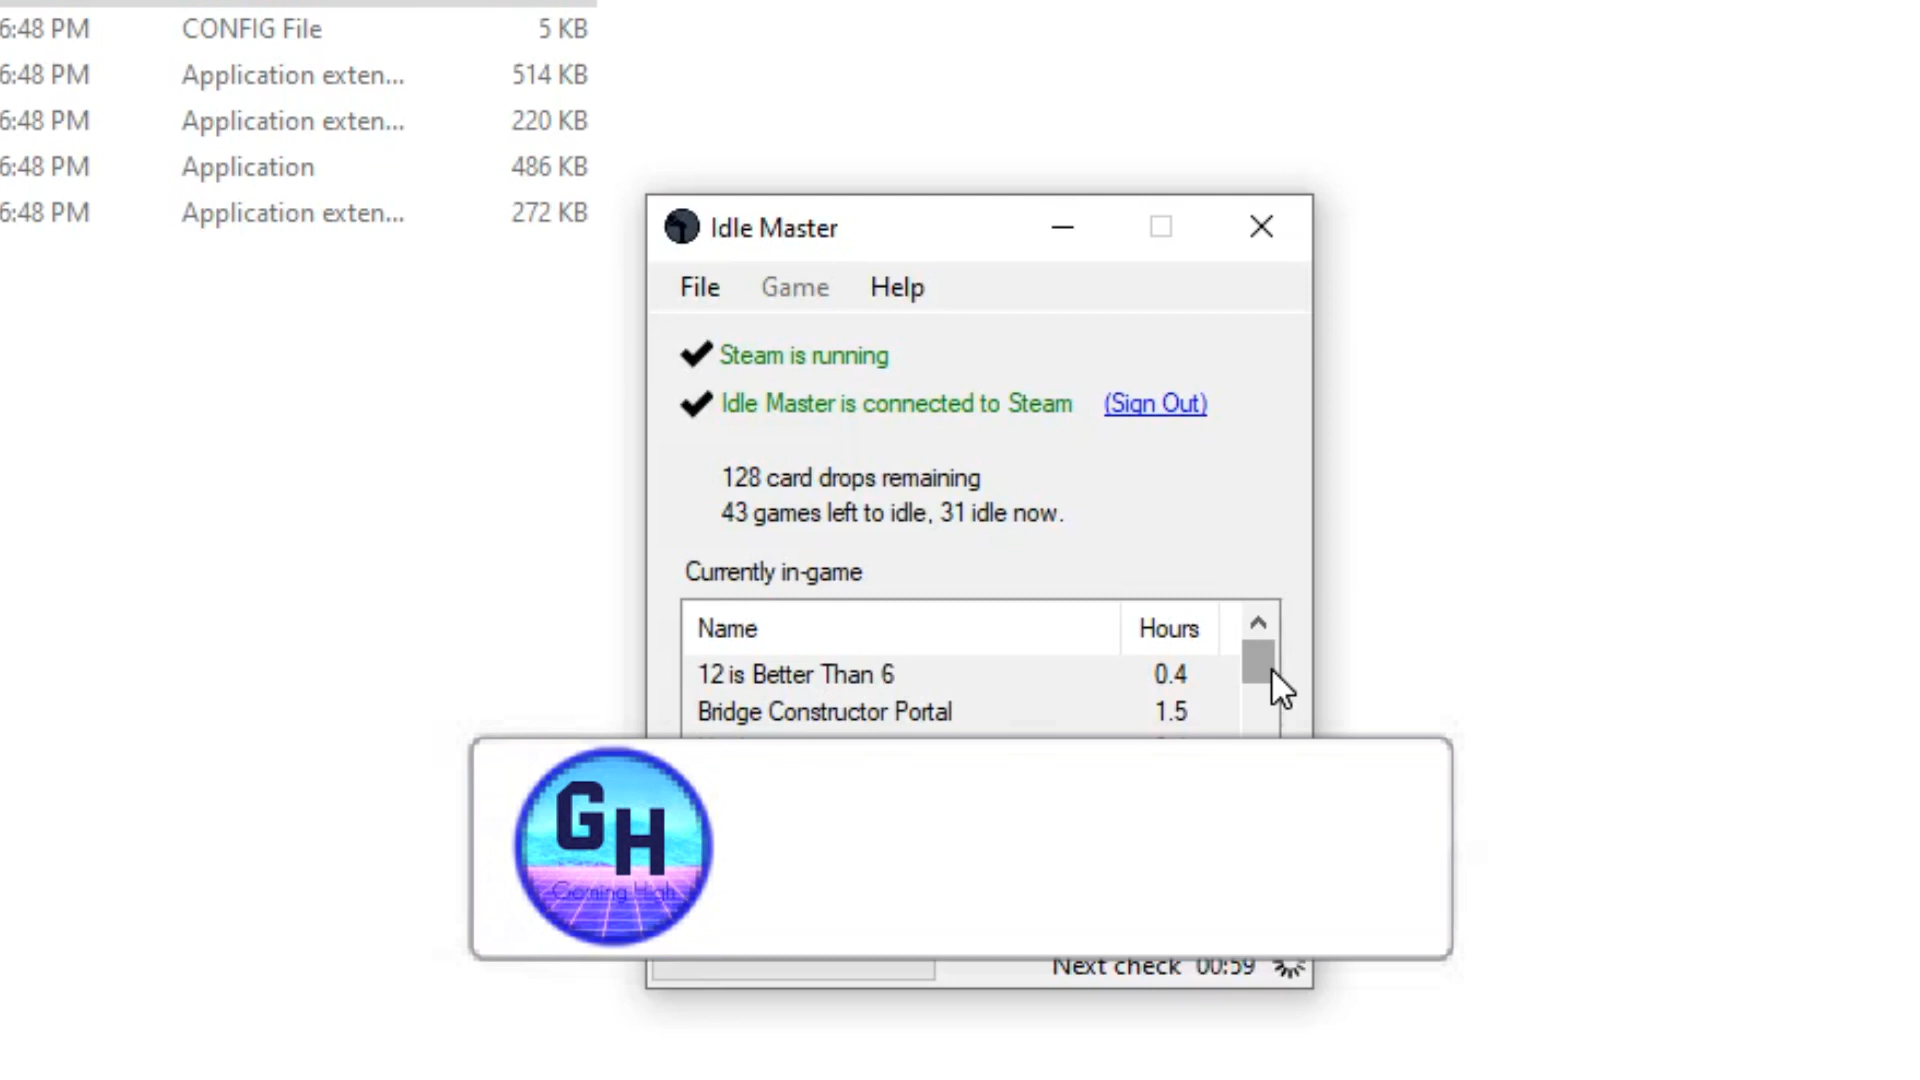 6:48 PM CONFIG File 5 KB
6:48 PM Application exten... 514 KB
6:48 PM Application exten... 220 KB
6:48 PM Application 486 KB
6:48 PM Application exten... 272 KB
Idle Master
File Game Help
Steam is running
Idle Master is connected to Steam (Sign Out)
128 card drops remaining
43 games left to idle, 31 idle now.
Currently in-game
Name Hours
12 is Better Than 6 0.4
Bridge Constructor Portal 1.5
GH
Gaming High
Next check 00:59